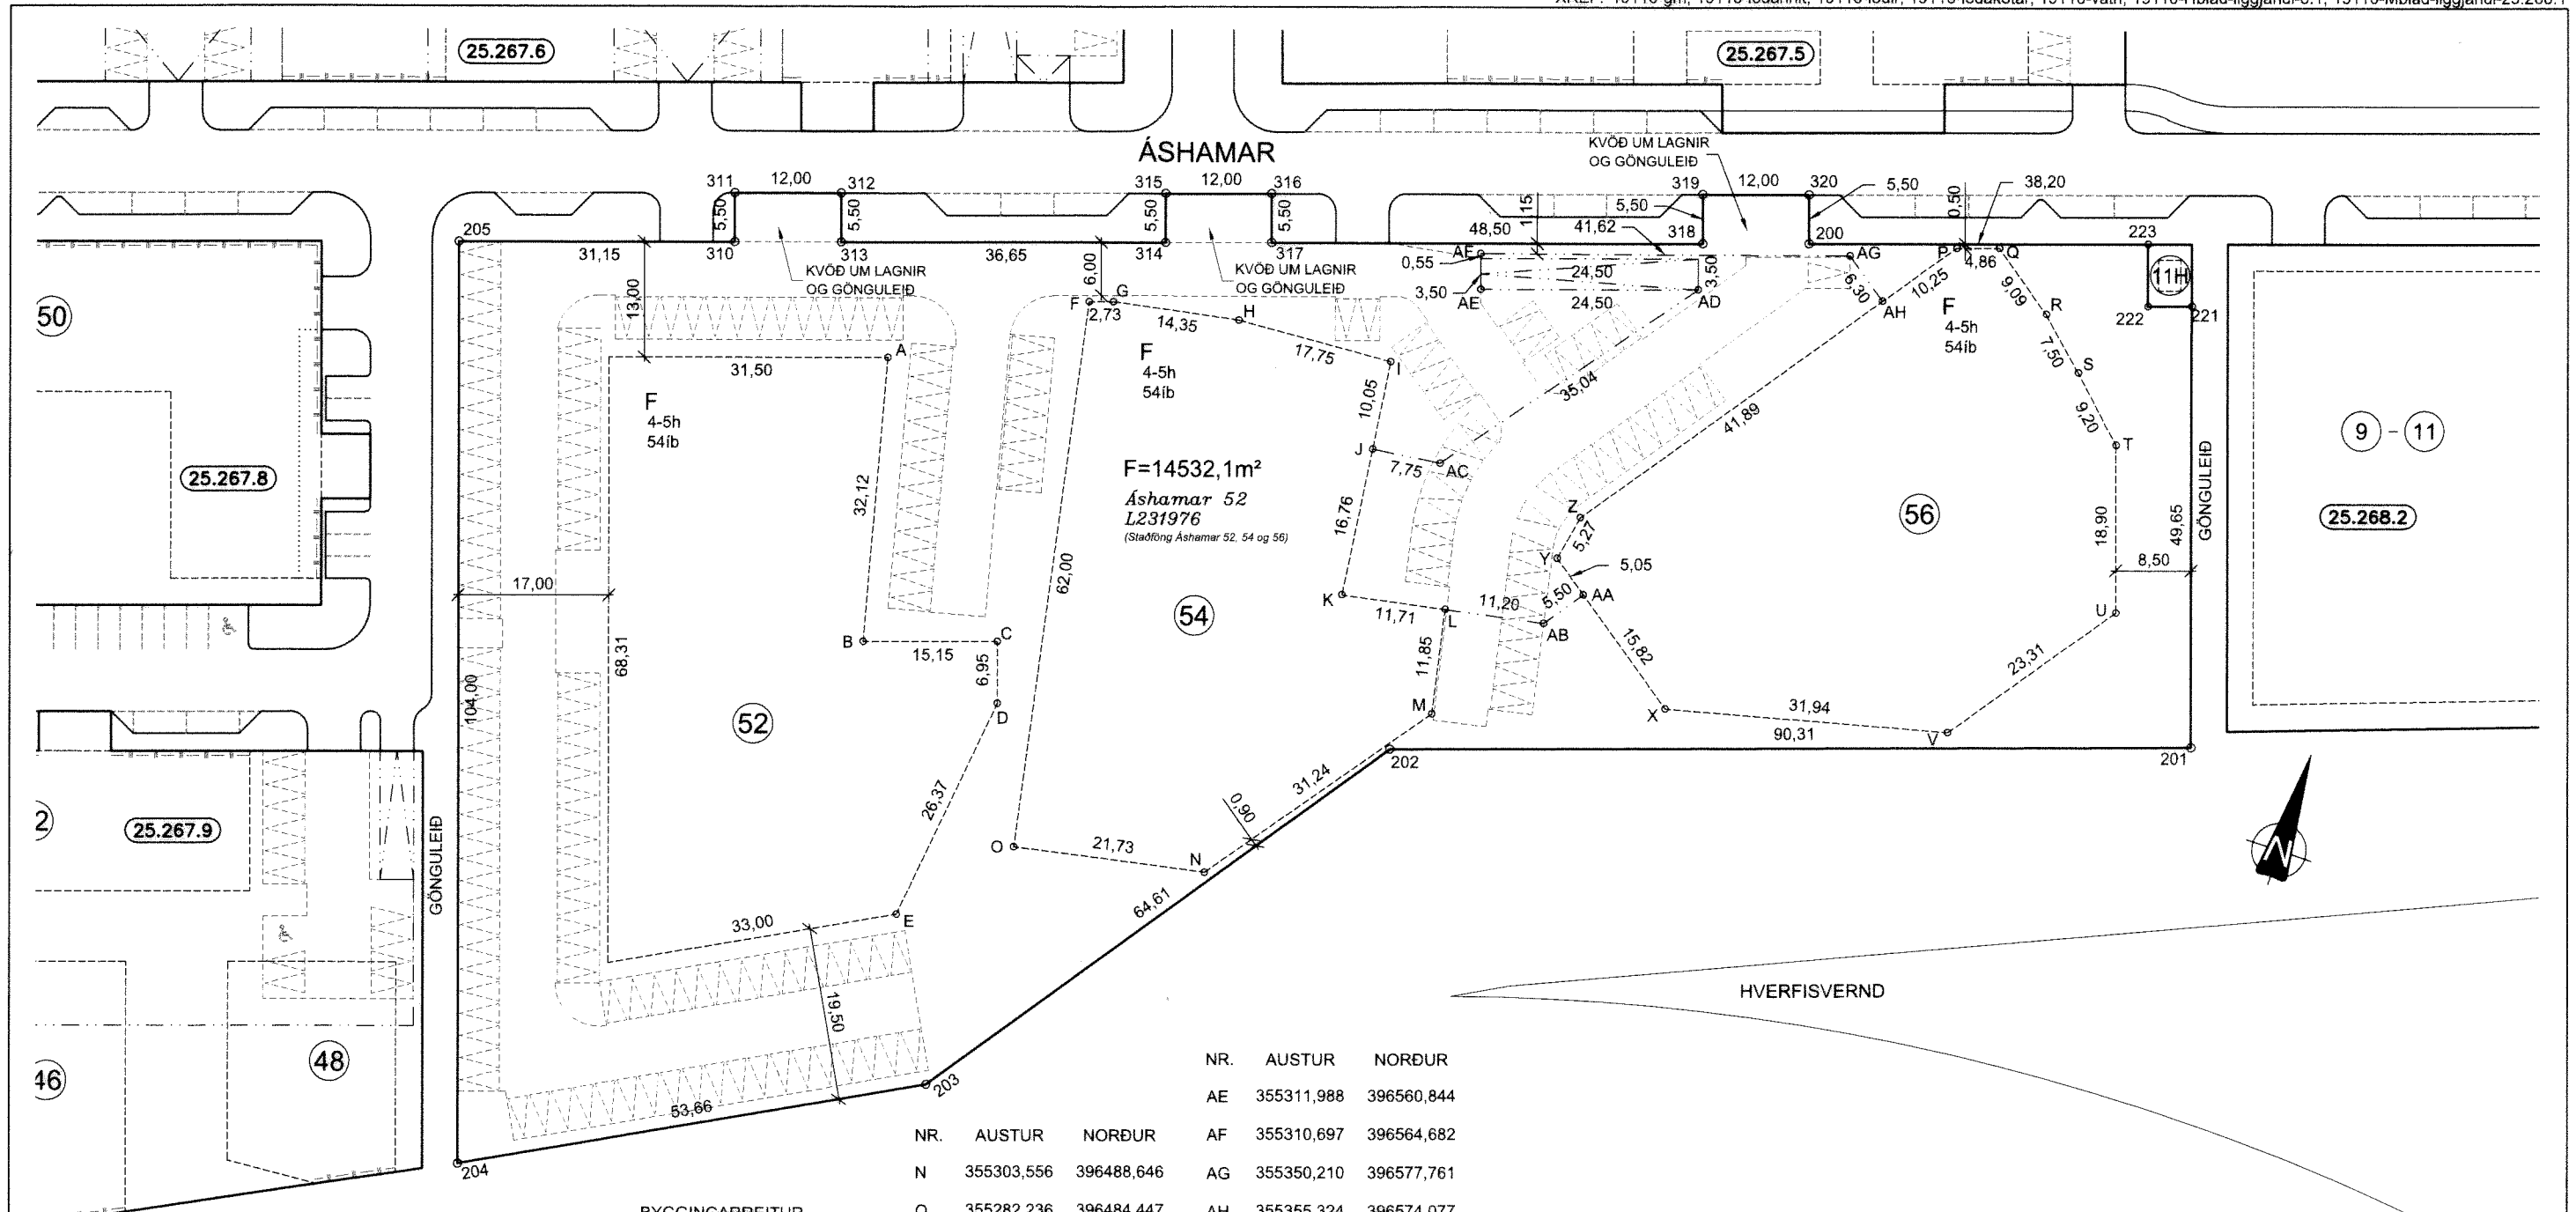 25.267.6
25.267.5
ÁSHAMAR
KVÖÐ UM LAGNIR
OG GÖNGULEIÐ
311
12,00
312
315
12,00
316
319
12,00
320
5,50
0,50
38,20
5,50
5,50
5,50
5,50
5,50
1,15
205
31,15
310
313
36,65
314
317
48,50
41,62
318
200
223
KVÖÐ UM LAGNIR
OG GÖNGULEIÐ
KVÖÐ UM LAGNIR
OG GÖNGULEIÐ
13,00
6,00
AF
0,55
24,50
3,50
AG
P
4,86
Q
11H
3,50
AE
24,50
AD
6,30
AH
10,25
9,09
R
222
221
F
4-5h
54íb
50
F
2,73
G
14,35
H
17,75
I
A
31,50
F
4-5h
54íb
F
4-5h
54íb
10,05
35,04
41,89
7,50
S
9,20
T
9 - 11
25.267.8
J
7,75
AC
F=14532,1m²
Áshamar 52
L231976
(Staðföng Áshamar 52, 54 og 56)
32,12
16,76
Z
5,27
Y
5,05
56
18,90
49,65
GÖNGULEIÐ
25.268.2
8,50
17,00
62,00
K
11,71
L
11,20
5,50
AA
AB
U
54
68,31
B
15,15
C
6,95
D
11,85
15,82
23,31
104,00
52
M
X
31,94
V
90,31
202
201
25.267.9
2
GÖNGULEIÐ
26,37
31,24
0,90
O
21,73
N
64,61
N
33,00
E
19,50
HVERFISVERND
46
48
53,66
203
204
NR. AUSTUR NORÐUR
AE 355311,988 396560,844
NR. AUSTUR NORÐUR
AF 355310,697 396564,682
N 355303,556 396488,646
AG 355350,210 396577,761
O 355282,236 396484,447
AH 355355,324 396574,077
BYGGINGARREITUR